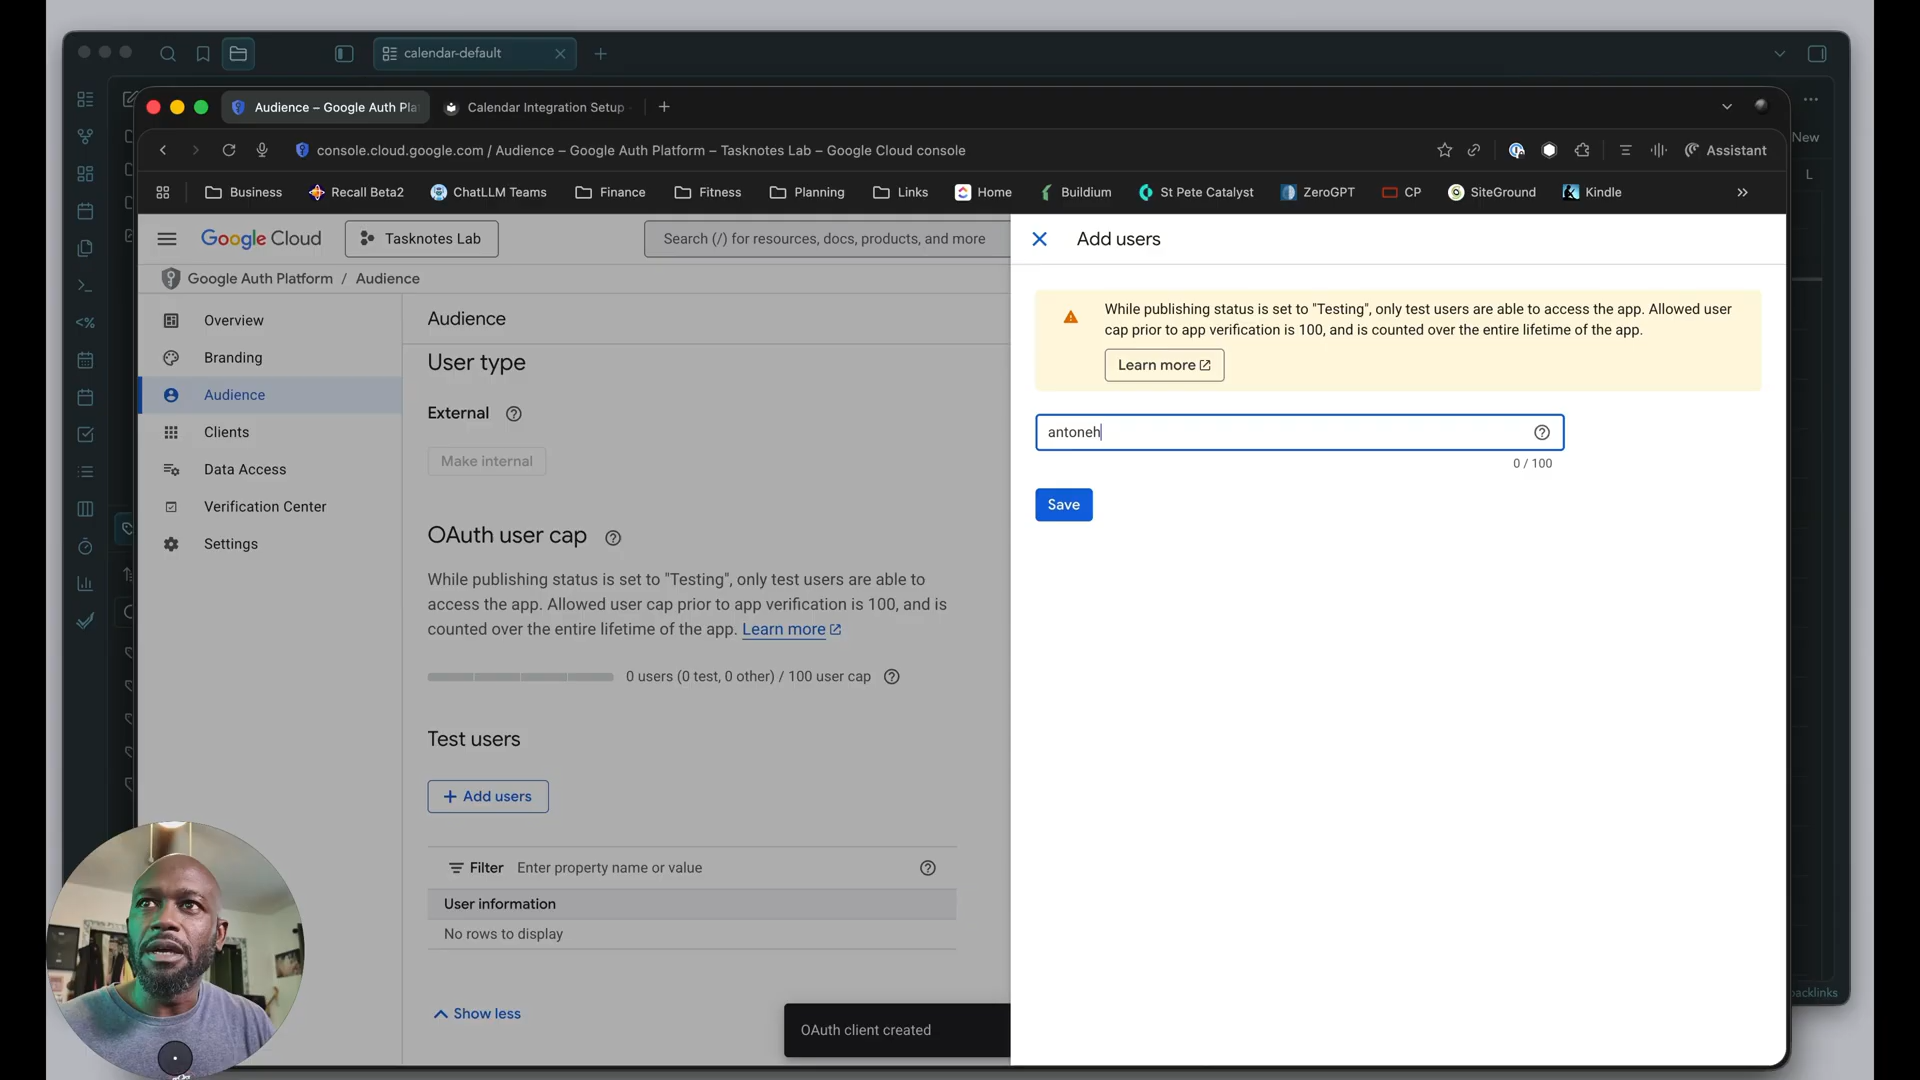 calendar-default
New
Audience – Google Auth Pla
Calendar Integration Setup
console.cloud.google.com / Audience – Google Auth Platform – Tasknotes Lab – Google Cloud console
Assistant
Business
Recall Beta2
ChatLLM Teams
Finance
Fitness
Planning
Links
Home
Buildium
St Pete Catalyst
ZeroGPT
CP
SiteGround
Kindle
L
Google Cloud
Tasknotes Lab
Search (/) for resources, docs, products, and more
Google Auth Platform / Audience
Overview
Branding
Audience
Clients
Data Access
Verification Center
Settings
Audience
User type
External
Make internal
OAuth user cap
While publishing status is set to "Testing", only test users are able to
access the app. Allowed user cap prior to app verification is 100, and is
counted over the entire lifetime of the app. Learn more
0 users (0 test, 0 other) / 100 user cap
Test users
+ Add users
Filter Enter property name or value
User information
No rows to display
Show less
OAuth client created
Add users
While publishing status is set to "Testing", only test users are able to access the app. Allowed user
cap prior to app verification is 100, and is counted over the entire lifetime of the app.
Learn more
antoneh
0 / 100
Save
backlinks